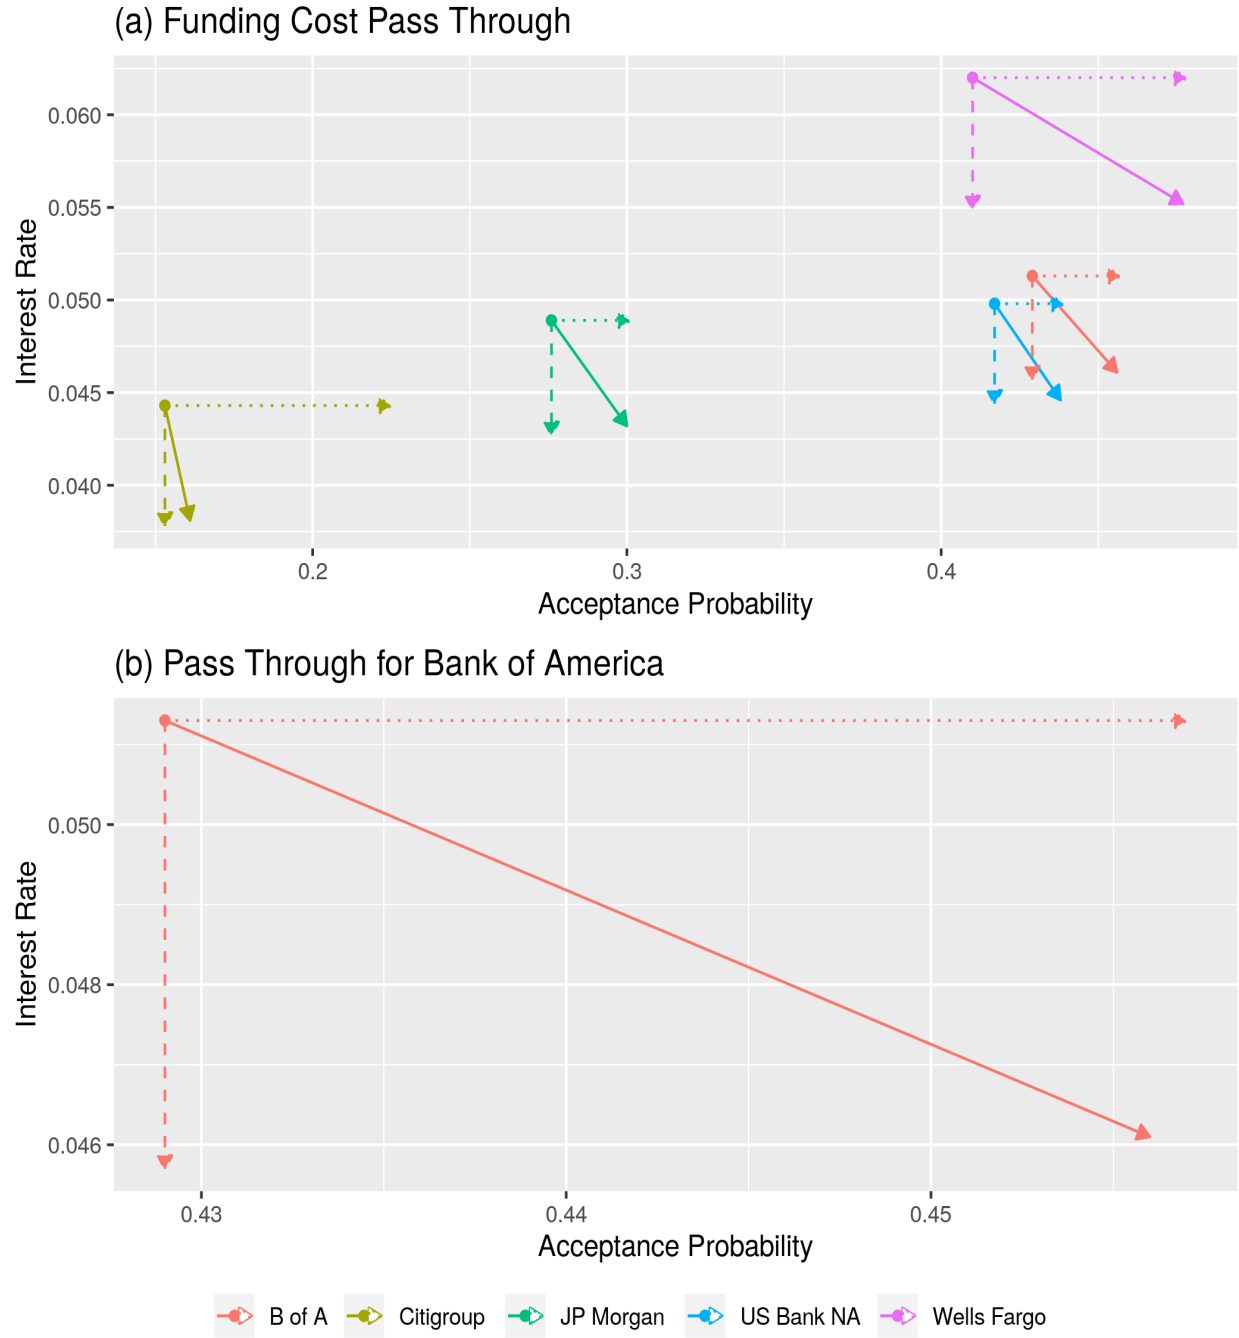 (a) Funding Cost Pass Through
0.060
0.055
0.050
0.045
0.040
Interest Rate
0.2 0.3 0.4
Acceptance Probability
(b) Pass Through for Bank of America
0.050
0.048
0.046
Interest Rate
0.43 0.44 0.45
Acceptance Probability
B of A Citigroup JP Morgan US Bank NA Wells Fargo